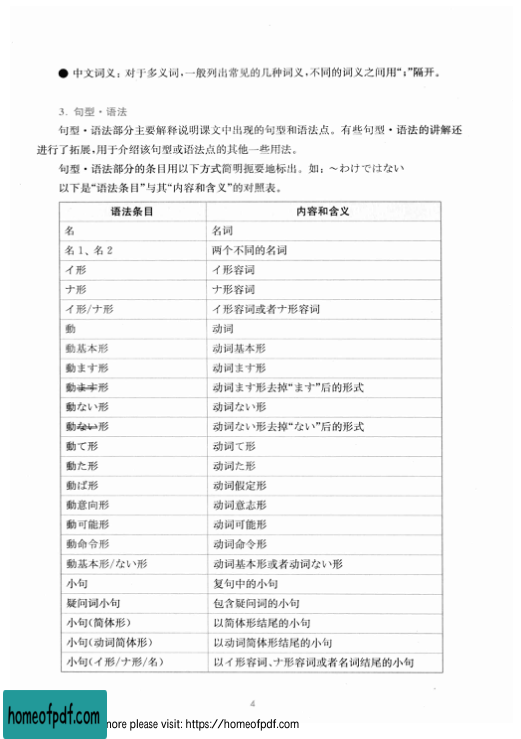 ● 中文词义：对于多义词,一般列出常见的几种词义,不同的词义之间用“；”隔开。
3. 句型·语法
句型·语法部分主要解释说明课文中出现的句型和语法点。有些句型·语法的讲解还
进行了拓展,用于介绍该句型或语法点的其他一些用法。
句型·语法部分的条目用以下方式简明扼要地标出。如：～わけではない
以下是“语法条目”与其“内容和含义”的对照表。
语法条目 内容和含义
名 名词
名1、名2 两个不同的名词
イ形 イ形容词
ナ形 ナ形容词
イ形/ナ形 イ形容词或者ナ形容词
動 动词
動基本形 动词基本形
動ます形 动词ます形
動ます形 动词ます形去掉“ます”后的形式
動ない形 动词ない形
動ない形 动词ない形去掉“ない”后的形式
動て形 动词て形
動た形 动词た形
動ば形 动词假定形
動意向形 动词意志形
動可能形 动词可能形
動命令形 动词命令形
動基本形/ない形 动词基本形或者动词ない形
小句 复句中的小句
疑问词小句 包含疑问词的小句
小句(简体形) 以简体形结尾的小句
小句(动词简体形) 以动词简体形结尾的小句
小句(イ形/ナ形/名) 以イ形容词、ナ形容词或者名词结尾的小句
4
homeofpdf.com
more please visit: https://homeofpdf.com